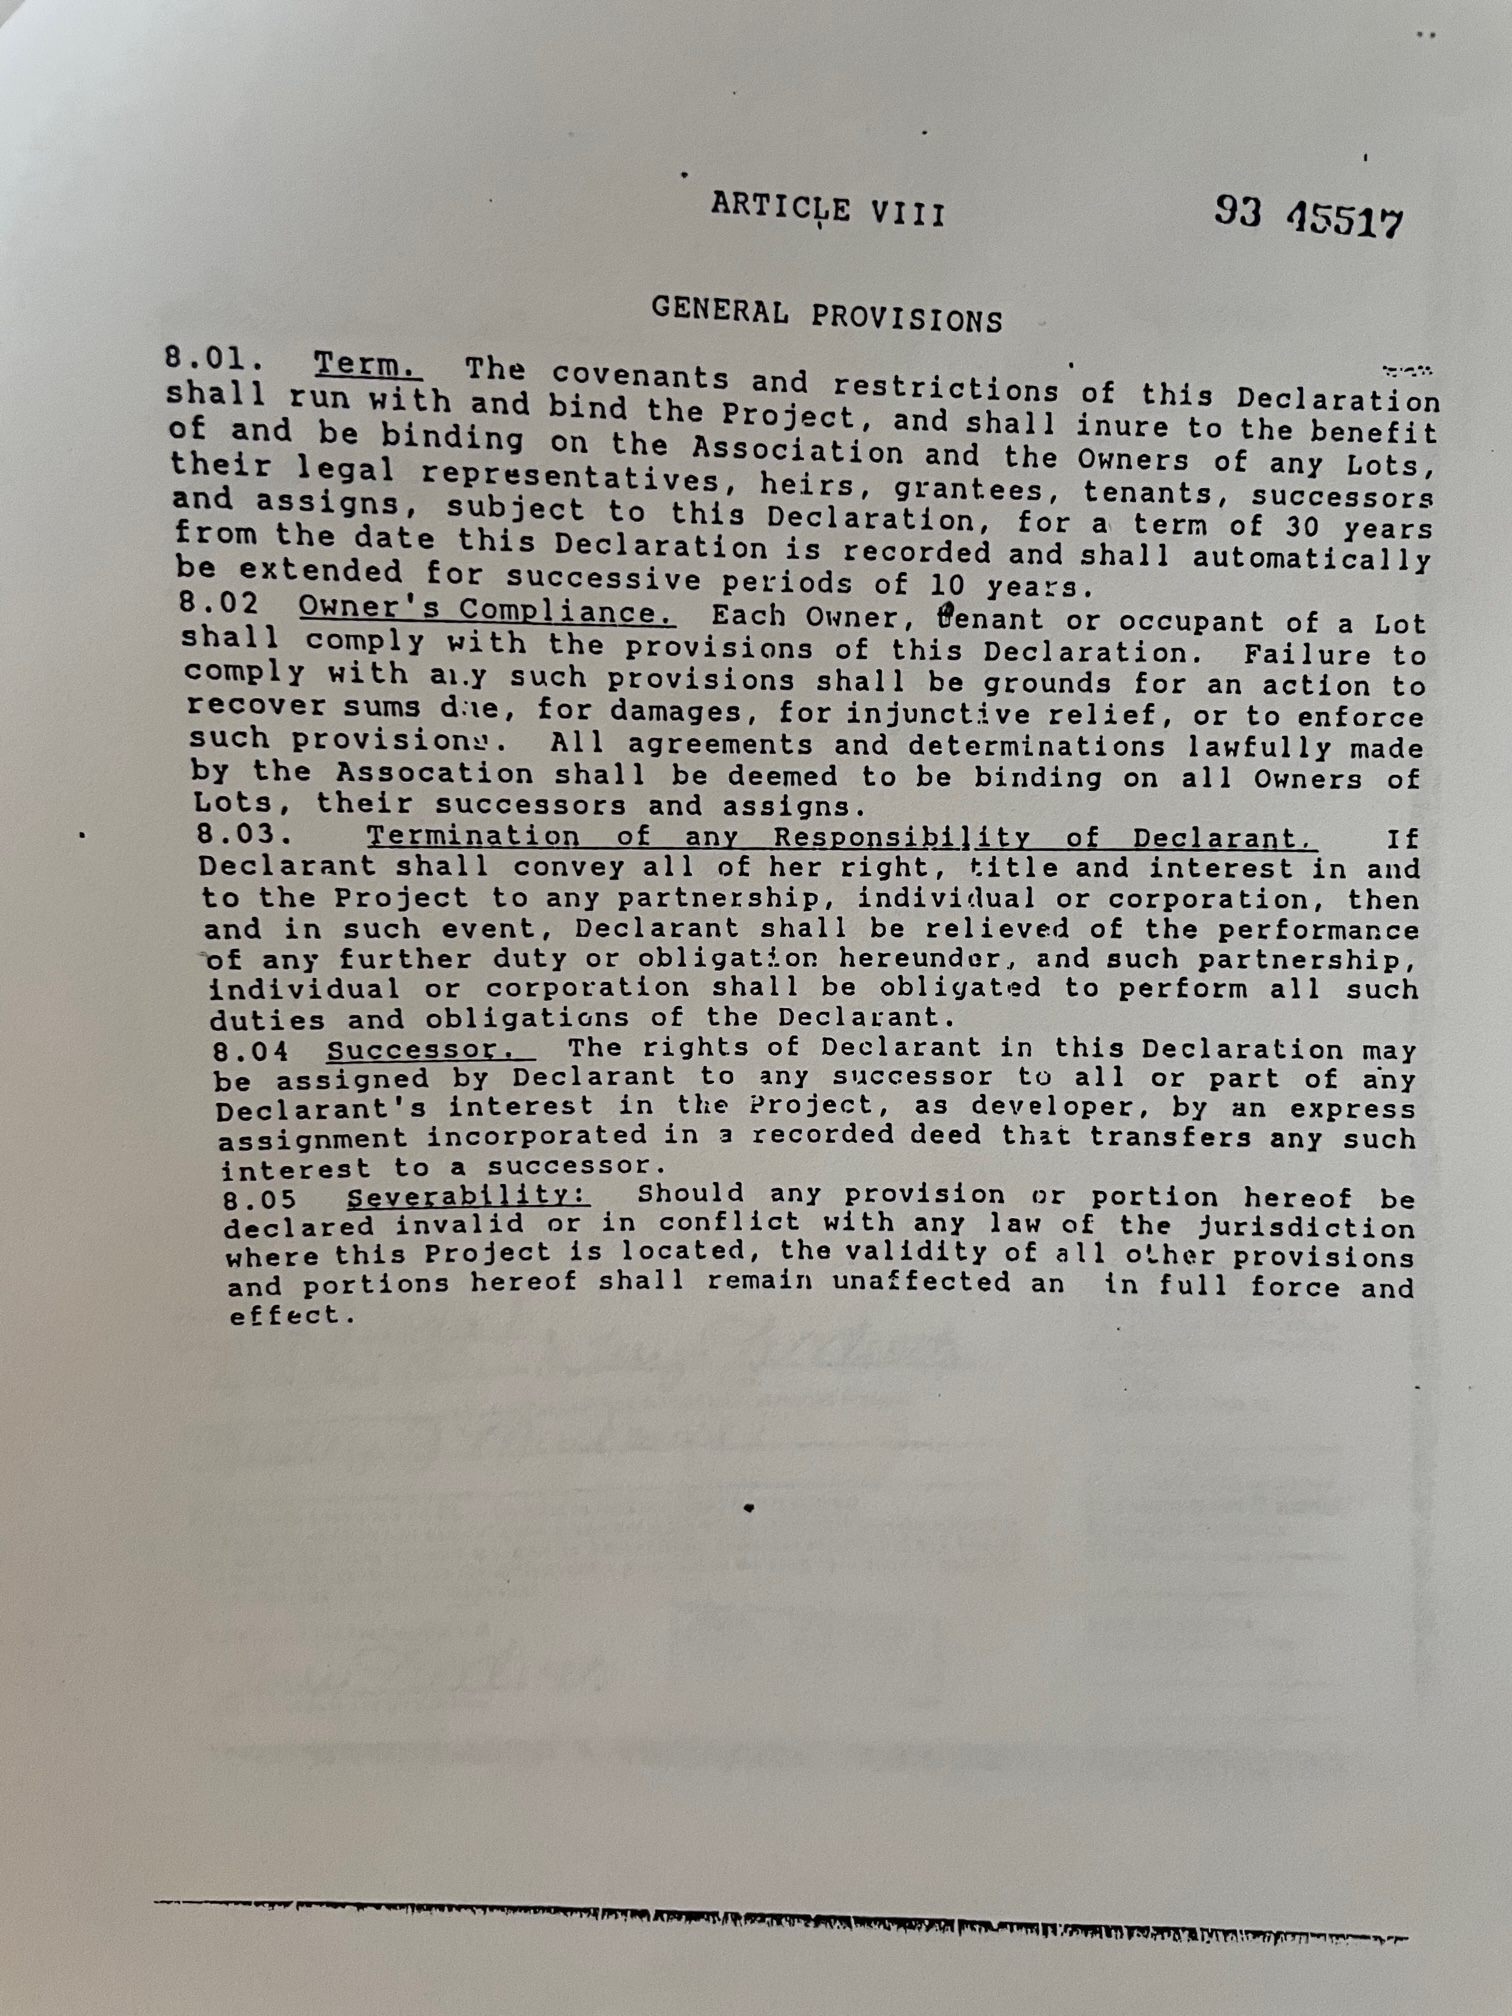 ARTICLE VIII
93 45517
GENERAL PROVISIONS
8.01. Term. The covenants and restrictions of this Declaration
shall run with and bind the Project, and shall inure to the benefit
of and be binding on the Association and the Owners of any Lots,
their legal representatives, heirs, grantees, tenants, successors
and assigns, subject to this Declaration, for a term of 30 years
from the date this Declaration is recorded and shall automatically
be extended for successive periods of 10 years.
8.02 Owner's Compliance. Each Owner, tenant or occupant of a Lot
shall comply with the provisions of this Declaration. Failure to
comply with any such provisions shall be grounds for an action to
recover sums due, for damages, for injunctive relief, or to enforce
such provisions. All agreements and determinations lawfully made
by the Assocation shall be deemed to be binding on all Owners of
Lots, their successors and assigns.
8.03. Termination of any Responsibility of Declarant. If
Declarant shall convey all of her right, title and interest in and
to the Project to any partnership, individual or corporation, then
and in such event, Declarant shall be relieved of the performance
of any further duty or obligation hereunder, and such partnership,
individual or corporation shall be obligated to perform all such
duties and obligations of the Declarant.
8.04 Successor. The rights of Declarant in this Declaration may
be assigned by Declarant to any successor to all or part of any
Declarant's interest in the Project, as developer, by an express
assignment incorporated in a recorded deed that transfers any such
interest to a successor.
8.05 Severability: Should any provision or portion hereof be
declared invalid or in conflict with any law of the jurisdiction
where this Project is located, the validity of all other provisions
and portions hereof shall remain unaffected an in full force and
effect.